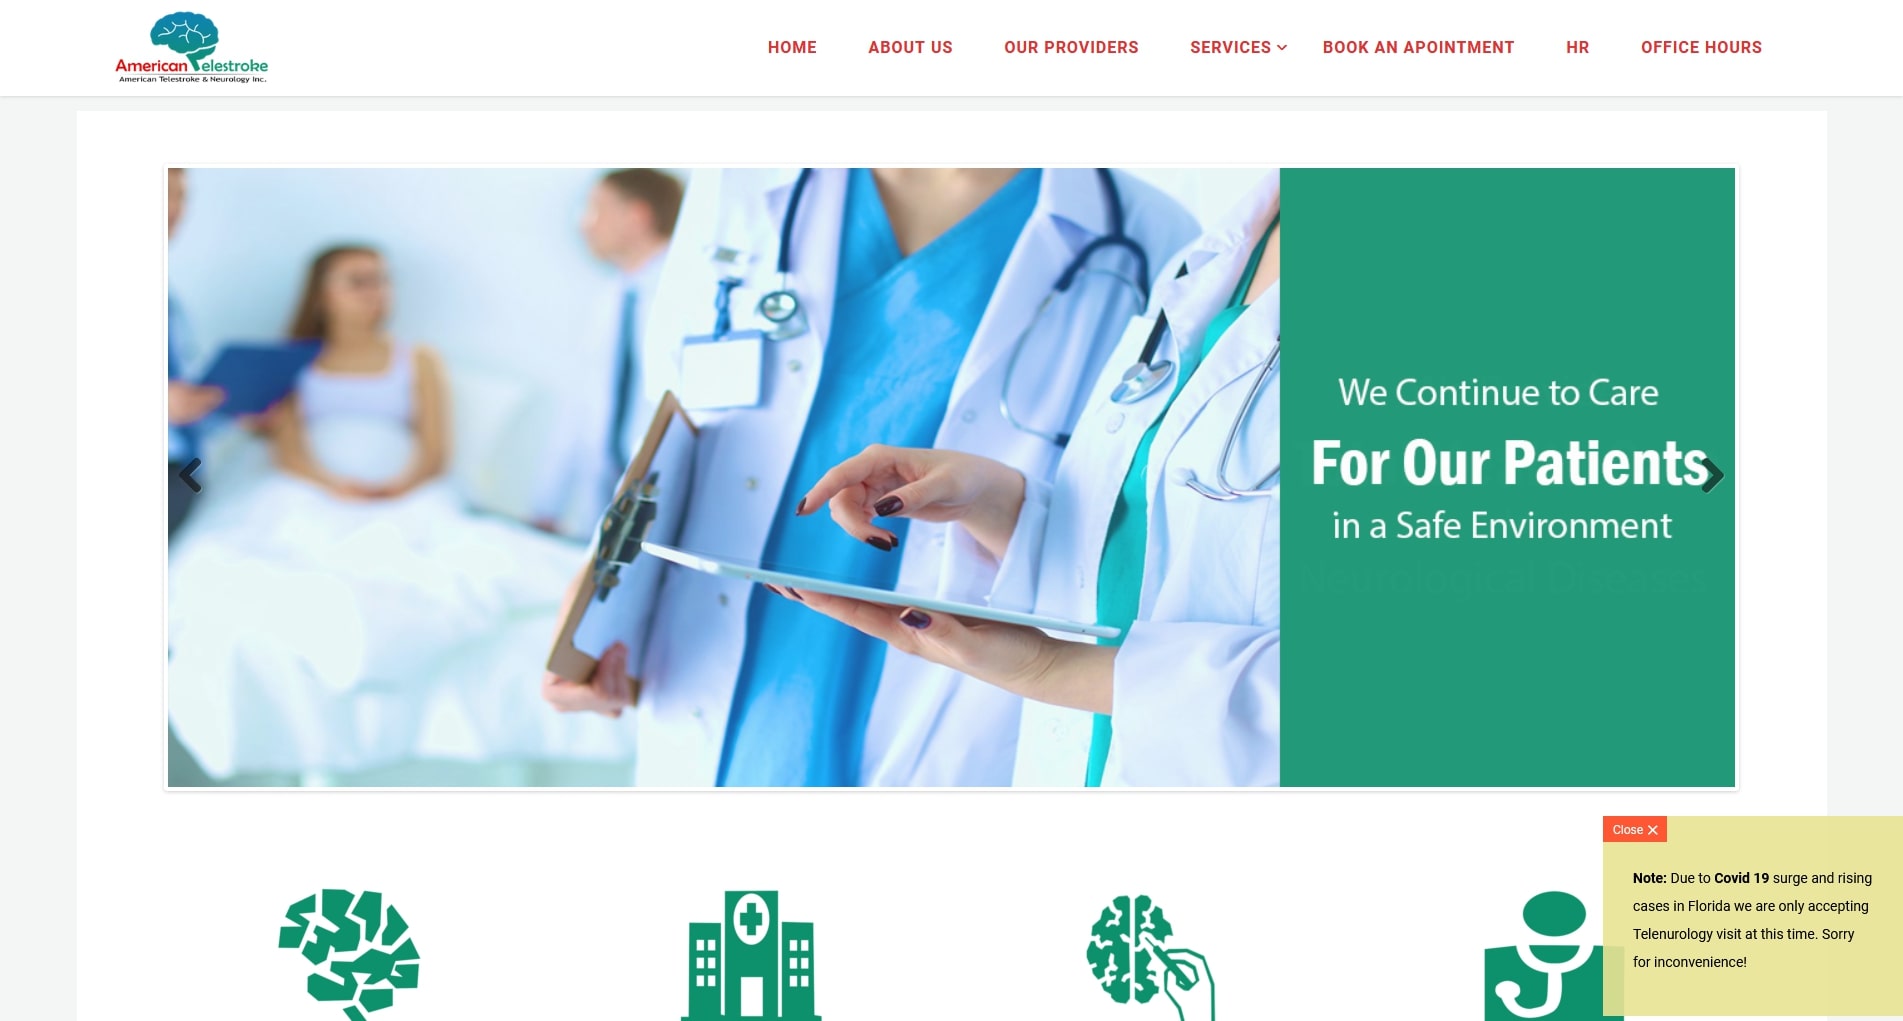 American Telestroke
American Telestroke & Neurology Inc.
HOME
ABOUT US
OUR PROVIDERS
SERVICES
BOOK AN APOINTMENT
HR
OFFICE HOURS
We Continue to Care
For Our Patients
in a Safe Environment
Neurological Diseases
Close
Note: Due to Covid 19 surge and rising
cases in Florida we are only accepting
Telenurology visit at this time. Sorry
for inconvenience!